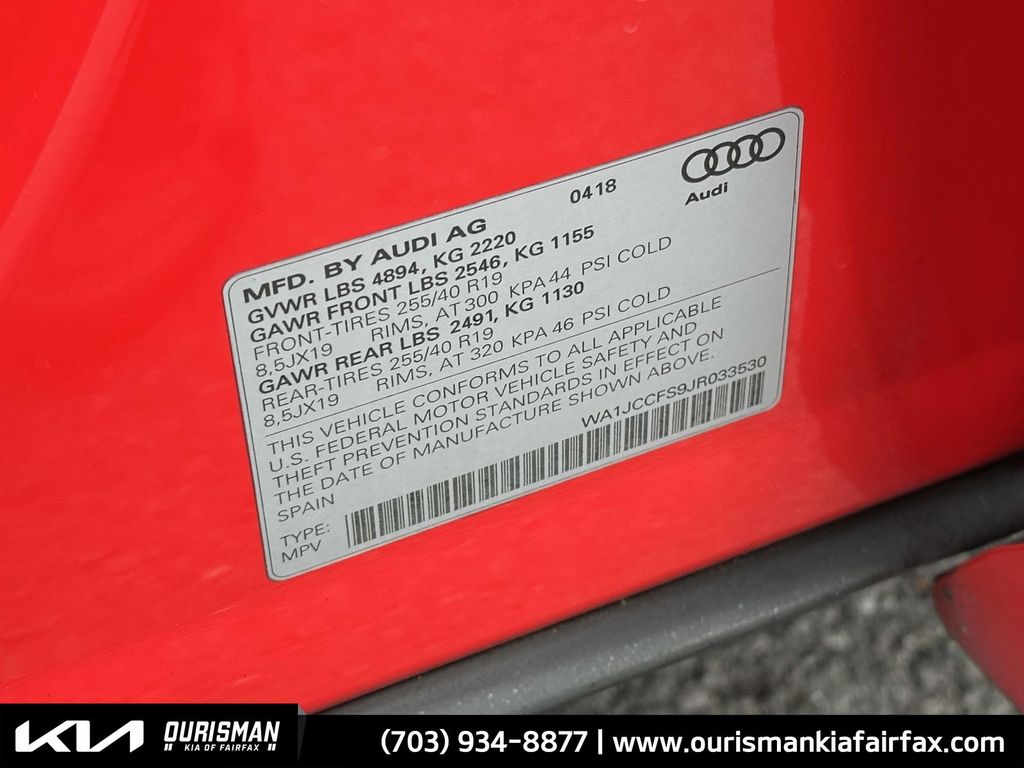 0418
Audi
MFD. BY AUDI AG
GVWR LBS 4894, KG 2220
GAWR FRONT LBS 2546, KG 1155
FRONT-TIRES 255/40 R19
8,5JX19 RIMS, AT 300 KPA 44 PSI COLD
GAWR REAR LBS 2491, KG 1130
REAR-TIRES 255/40 R19
8,5JX19 RIMS, AT 320 KPA 46 PSI COLD
THIS VEHICLE CONFORMS TO ALL APPLICABLE
U.S. FEDERAL MOTOR VEHICLE SAFETY AND
THEFT PREVENTION STANDARDS IN EFFECT ON
THE DATE OF MANUFACTURE SHOWN ABOVE.
SPAIN
WA1JCCFS9JR033530
TYPE:
MPV
KIA OURISMAN
KIA OF FAIRFAX
(703) 934-8877 | www.ourismankiafairfax.com